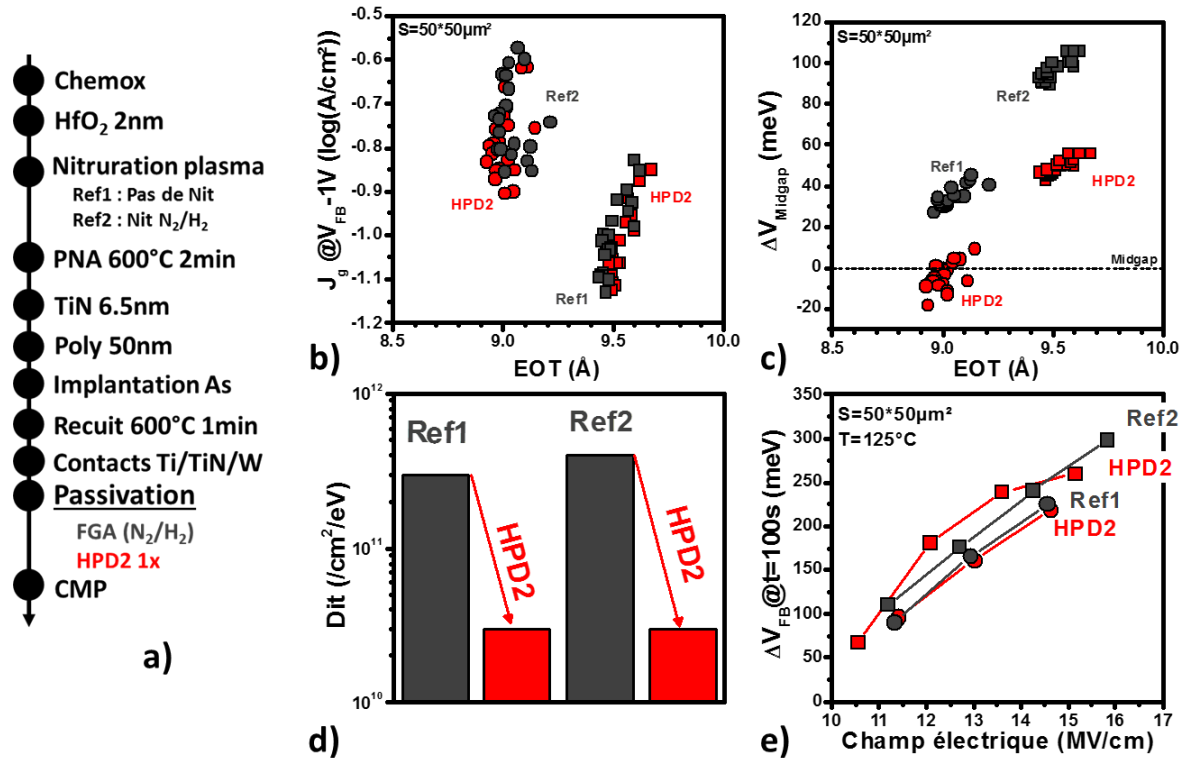 Chemox
HfO₂ 2nm
Nitruration plasma
Ref1 : Pas de Nit
Ref2 : Nit N₂/H₂
PNA 600°C 2min
TiN 6.5nm
Poly 50nm
Implantation As
Recuit 600°C 1min
Contacts Ti/TiN/W
Passivation
FGA (N₂/H₂)
HPD2 1x
CMP
a)
S=50*50µm²
Jg@VFB-1V (log(A/cm²))
-0.5
-0.6
-0.7
-0.8
-0.9
-1.0
-1.1
-1.2
Ref2
HPD2
HPD2
Ref1
8.5 9.0 9.5 10.0
EOT (Å)
b)
S=50*50µm²
ΔVMidgap (meV)
120
100
80
60
40
20
0
-20
Ref2
Ref1
HPD2
Midgap
HPD2
8.5 9.0 9.5 10.0
EOT (Å)
c)
Dit (/cm²/eV)
10¹²
10¹¹
10¹⁰
Ref1
HPD2
Ref2
HPD2
d)
S=50*50µm²
T=125°C
ΔVFB@t=100s (meV)
350
300
250
200
150
100
50
0
Ref2
HPD2
Ref1
HPD2
10 11 12 13 14 15 16 17
Champ électrique (MV/cm)
e)